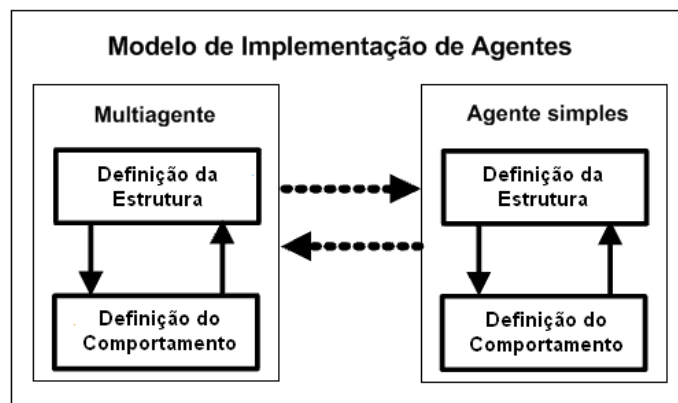 Modelo de Implementação de Agentes
Multiagente
Definição da
Estrutura
Definição do
Comportamento
Agente simples
Definição da
Estrutura
Definição do
Comportamento